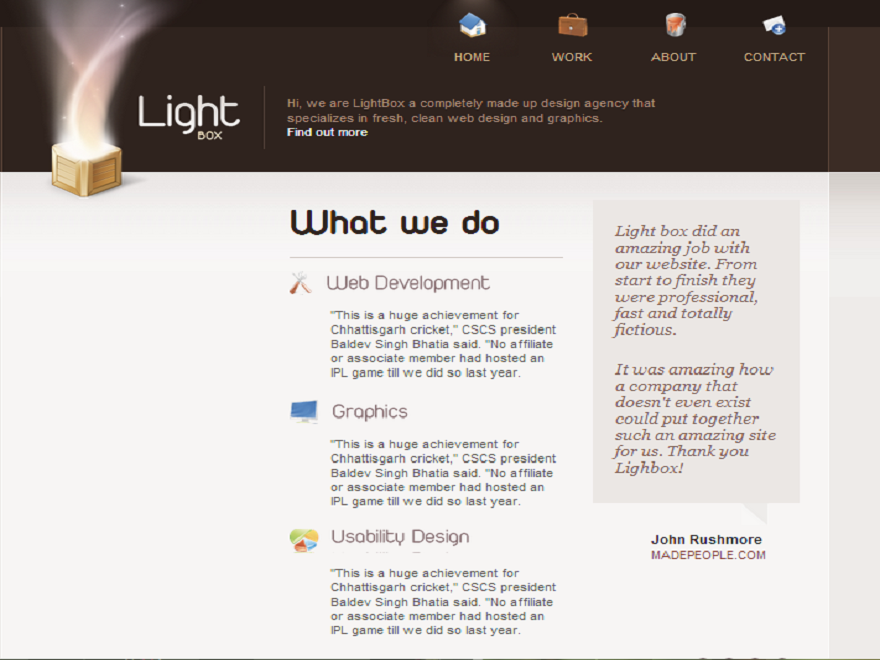 HOME WORK ABOUT CONTACT
Light
BOX
Hi, we are LightBox a completely made up design agency that
specializes in fresh, clean web design and graphics.
Find out more
What we do
Web Development
"This is a huge achievement for
Chhattisgarh cricket," CSCS president
Baldev Singh Bhatia said. "No affiliate
or associate member had hosted an
IPL game till we did so last year.
Graphics
"This is a huge achievement for
Chhattisgarh cricket," CSCS president
Baldev Singh Bhatia said. "No affiliate
or associate member had hosted an
IPL game till we did so last year.
Usability Design
"This is a huge achievement for
Chhattisgarh cricket," CSCS president
Baldev Singh Bhatia said. "No affiliate
or associate member had hosted an
IPL game till we did so last year.
Light box did an
amazing job with
our website. From
start to finish they
were professional,
fast and totally
fictious.
It was amazing how
a company that
doesn't even exist
could put together
such an amazing site
for us. Thank you
Lighbox!
John Rushmore
MADEPEOPLE.COM